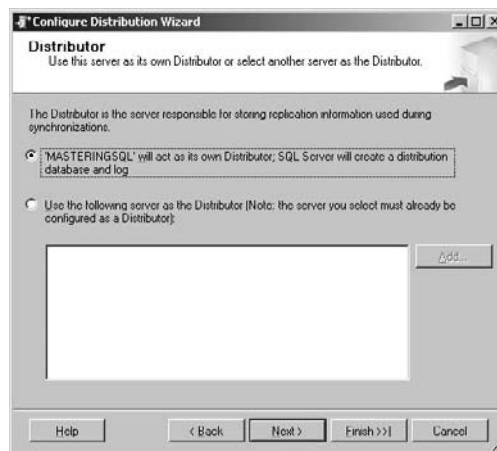 Configure Distribution Wizard
Distributor
Use this server as its own Distributor or select another server as the Distributor.
The Distributor is the server responsible for storing replication information used during
synchronizations.
'MASTERINGSQL' will act as its own Distributor; SQL Server will create a distribution
database and log
Use the following server as the Distributor (Note: the server you select must already be
configured as a Distributor):
Add...
Help
< Back
Next >
Finish >>|
Cancel